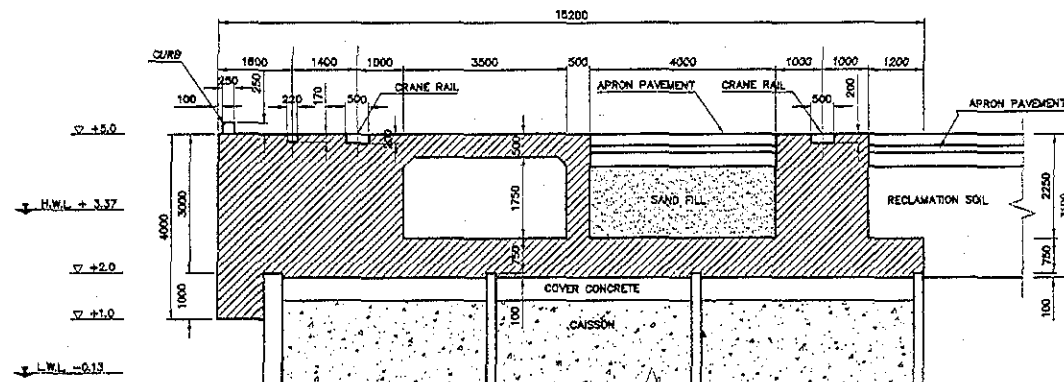 15200
CURB
1600 1400 1000 3500 500 4000 1000 1000 1200
250
250
100
220
170
500
CRANE RAIL
APRON PAVEMENT
CRANE RAIL
500
200
APRON PAVEMENT
▽ +5.0
200
500
H.W.L. + 3.37
4000
3000
1750
SAND FILL
RECLAMATION SOIL
2250
750
750
▽ +2.0
1000
COVER CONCRETE
100
100
CAISSON
▽ +1.0
L.W.L. -0.13